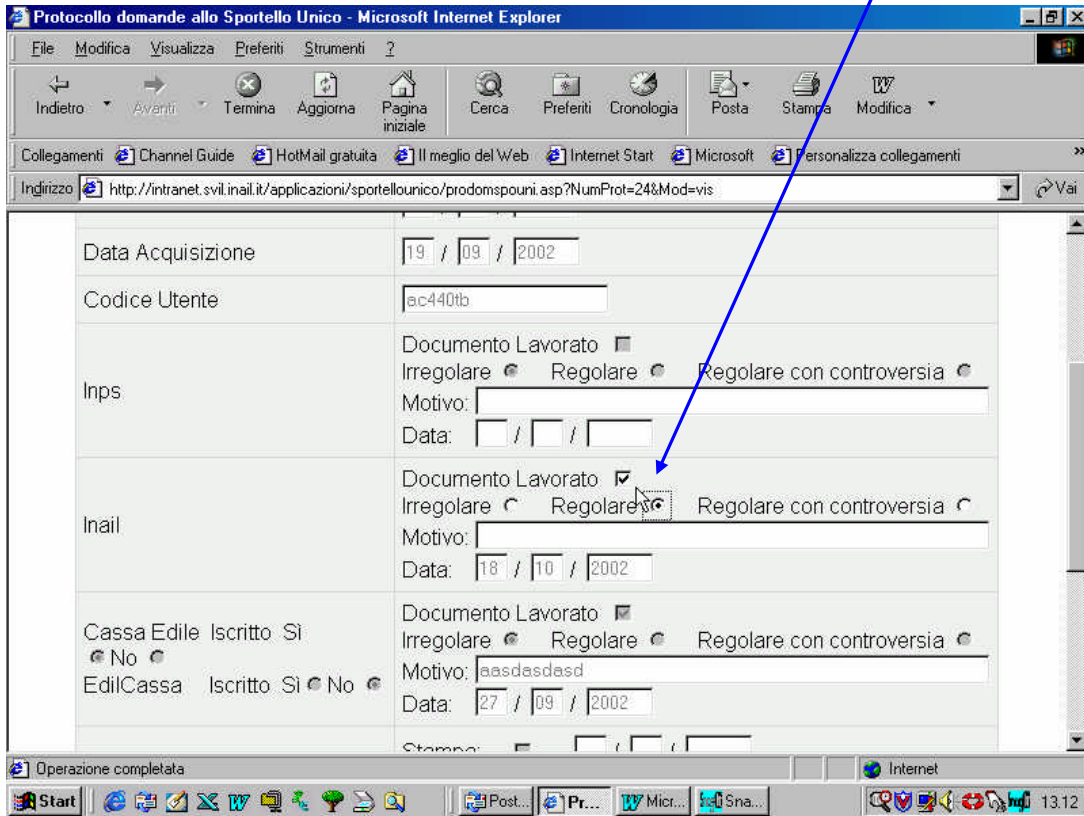 Protocollo domande allo Sportello Unico - Microsoft Internet Explorer
File Modifica Visualizza Preferiti Strumenti ?
Indietro Avanti Termina Aggiorna Pagina iniziale Cerca Preferiti Cronologia Posta Stampa Modifica
Collegamenti Channel Guide HotMail gratuita Il meglio del Web Internet Start Microsoft Personalizza collegamenti »
Indirizzo http://intranet.svil.inail.it/applicazioni/sportellounico/prodomspouni.asp?NumProt=24&Mod=vis Vai
Data Acquisizione 19 / 09 / 2002
Codice Utente ac440tb
Inps
Documento Lavorato
Irregolare Regolare Regolare con controversia
Motivo:
Data: / /
Inail
Documento Lavorato
Irregolare Regolare Regolare con controversia
Motivo:
Data: 18 / 10 / 2002
Cassa Edile Iscritto Sì
No
EdilCassa Iscritto Sì No
Documento Lavorato
Irregolare Regolare Regolare con controversia
Motivo: aasdasdasd
Data: 27 / 09 / 2002
Stampa: / /
Operazione completata Internet
Start Post... Pr... Micr... Sna... 13.12